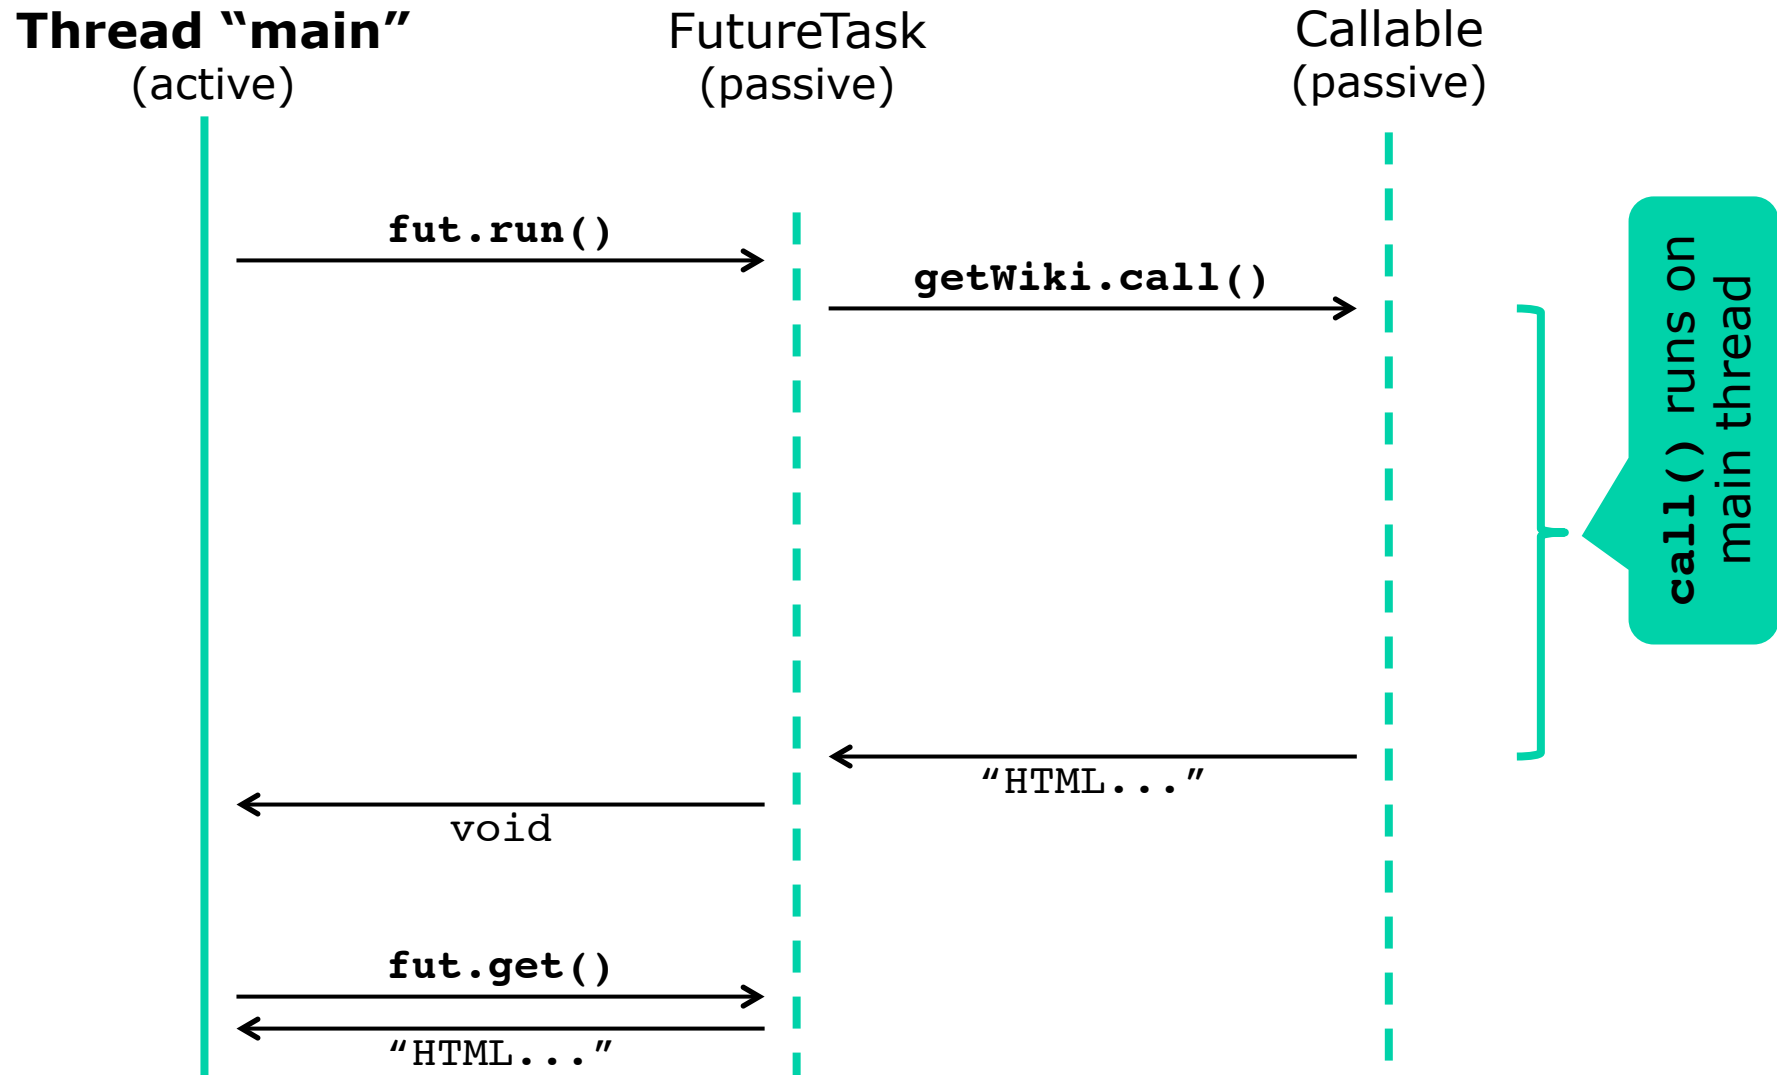 Thread “main”
(active)
FutureTask
(passive)
Callable
(passive)
fut.run()
getWiki.call()
call() runs on
main thread
“HTML...”
void
fut.get()
“HTML...”